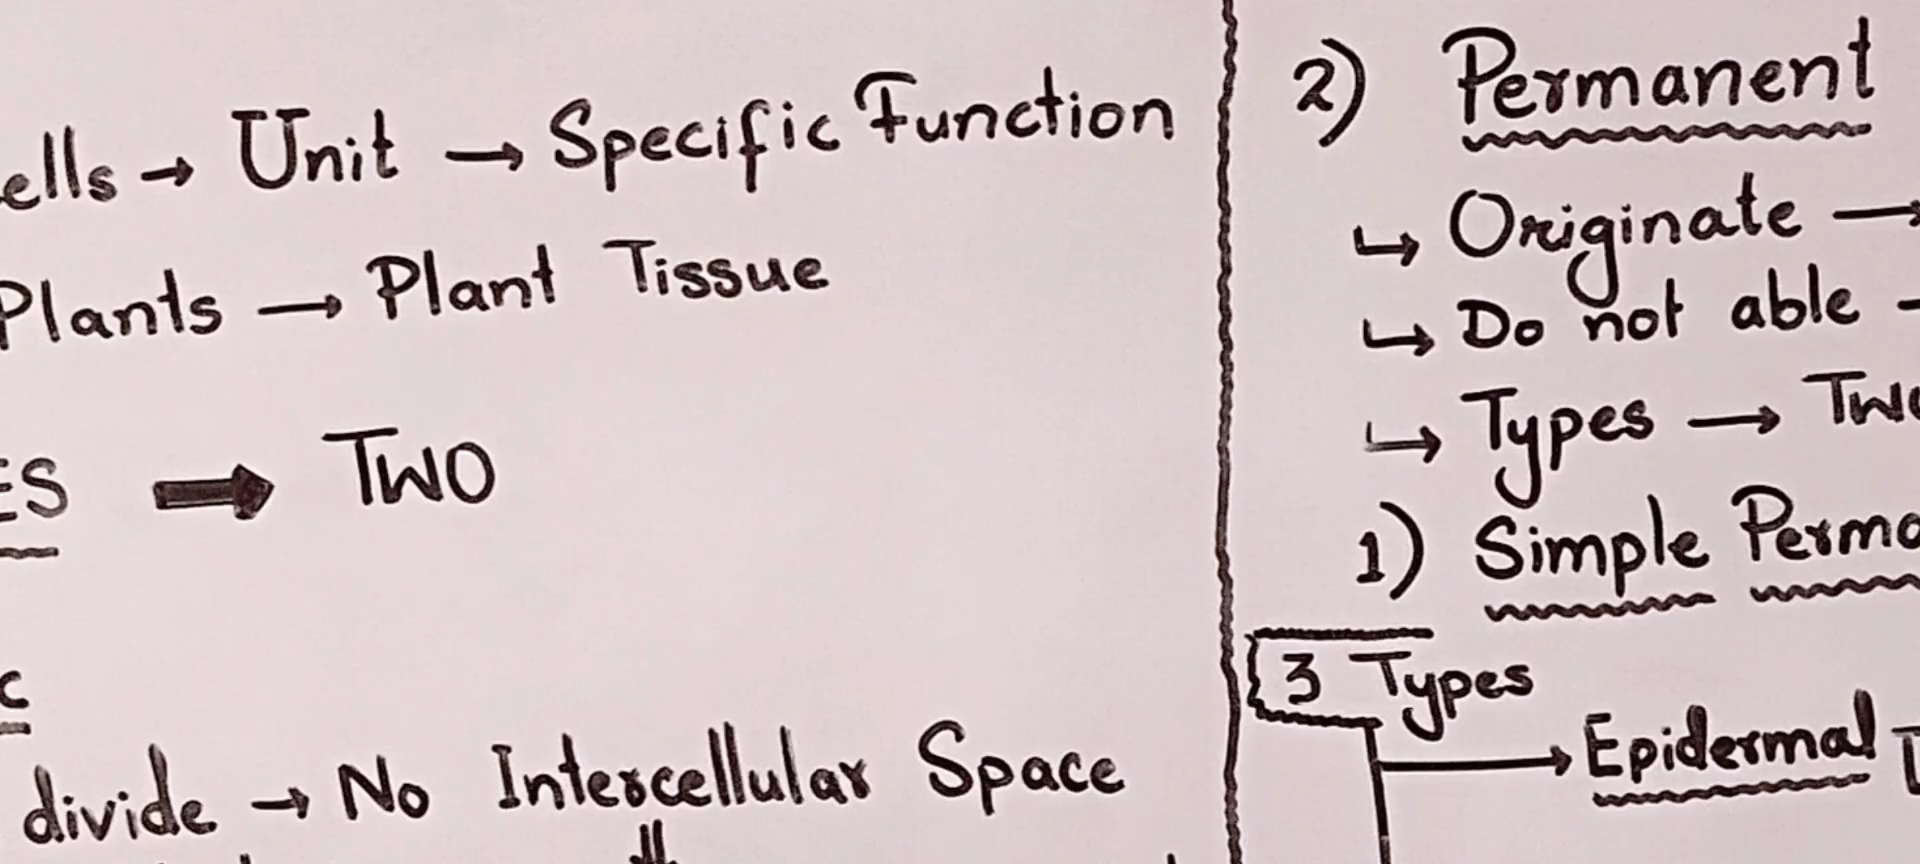 ells → Unit → Specific Function
Plants → Plant Tissue
ES ➡ TWO
c
divide → No Intercellular Space
2) Permanent
↳ Originate →
↳ Do not able -
↳ Types → Two
1) Simple Perma
3 Types
→ Epidermal T